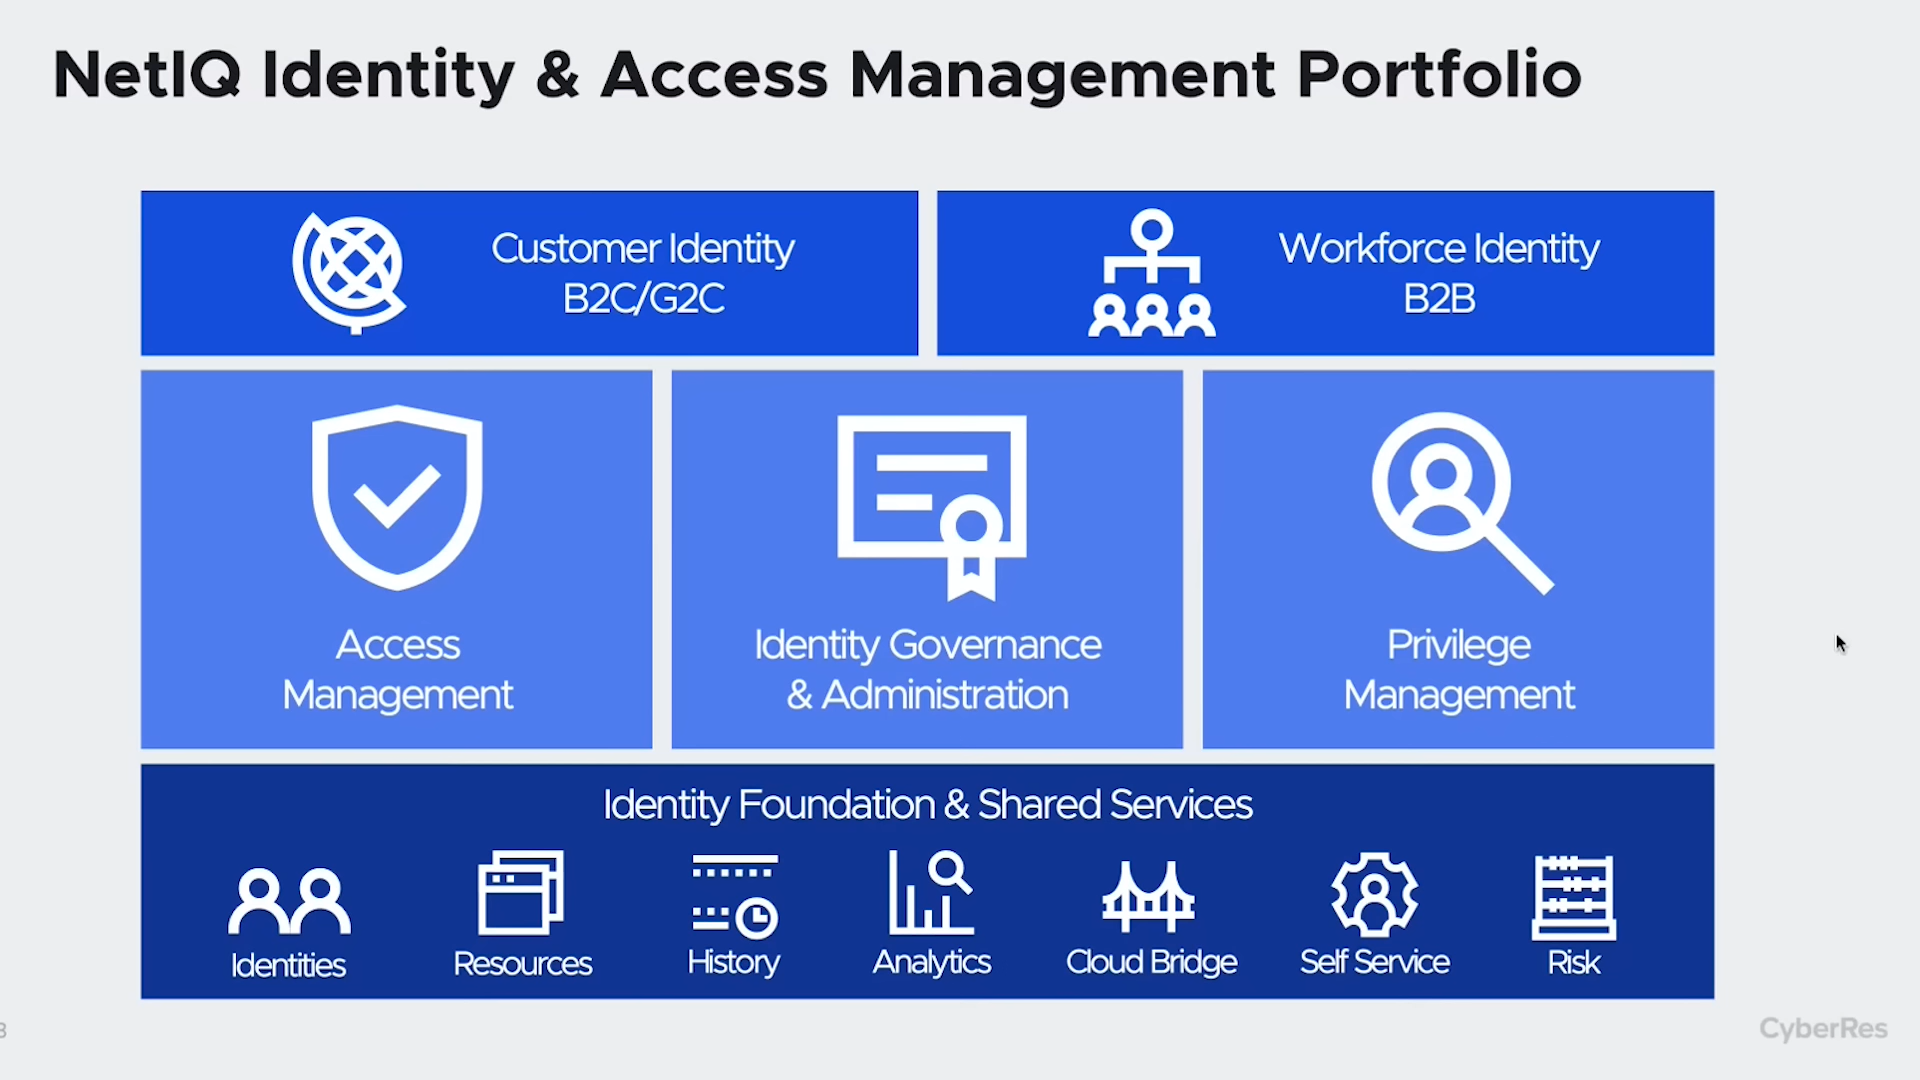 NetIQ Identity & Access Management Portfolio
Customer Identity
B2C/G2C
Workforce Identity
B2B
Access
Management
Identity Governance
& Administration
Privilege
Management
Identity Foundation & Shared Services
Identities
Resources
History
Analytics
Cloud Bridge
Self Service
Risk
CyberRes